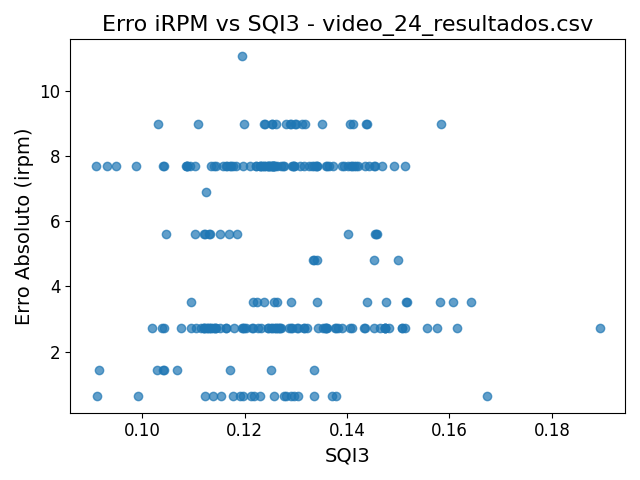 Erro iRPM vs SQI3 - video_24_resultados.csv
Erro Absoluto (irpm)
10
8
6
4
2
0.10 0.12 0.14 0.16 0.18
SQI3